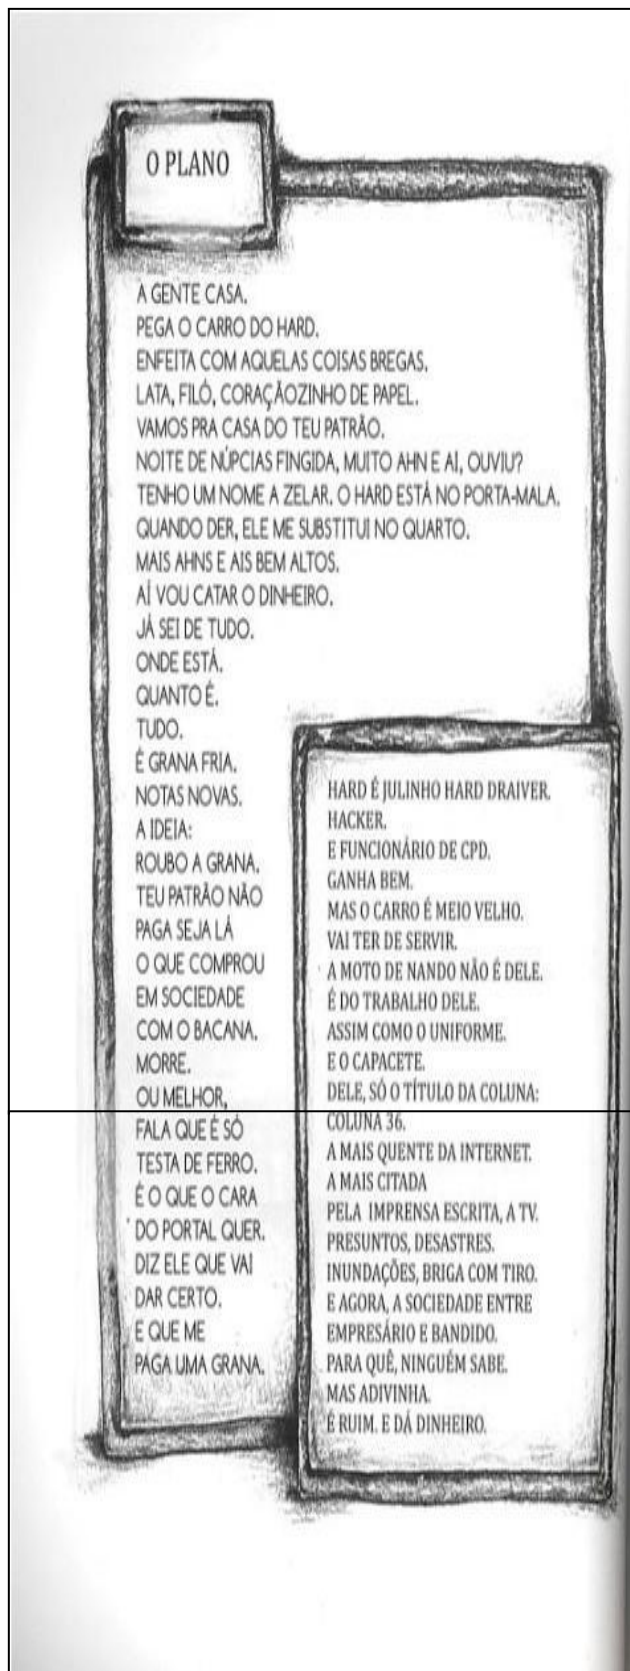 O PLANO
A GENTE CASA.
PEGA O CARRO DO HARD.
ENFEITA COM AQUELAS COISAS BREGAS.
LATA, FILÓ, CORAÇÃOZINHO DE PAPEL.
VAMOS PRA CASA DO TEU PATRÃO.
NOITE DE NÚPCIAS FINGIDA, MUITO AHN E AI, OUVIU?
TENHO UM NOME A ZELAR. O HARD ESTÁ NO PORTA-MALA.
QUANDO DER, ELE ME SUBSTITUI NO QUARTO.
MAIS AHNS E AIS BEM ALTOS.
AÍ VOU CATAR O DINHEIRO.
JÁ SEI DE TUDO.
ONDE ESTÁ.
QUANTO É.
TUDO.
É GRANA FRIA.
NOTAS NOVAS.
A IDEIA:
ROUBO A GRANA.
TEU PATRÃO NÃO
PAGA SEJA LÁ
O QUE COMPROU
EM SOCIEDADE
COM O BACANA.
MORRE.
OU MELHOR,
FALA QUE É SÓ
TESTA DE FERRO.
É O QUE O CARA
DO PORTAL QUER.
DIZ ELE QUE VAI
DAR CERTO.
E QUE ME
PAGA UMA GRANA.
HARD É JULINHO HARD DRAIVER.
HACKER.
E FUNCIONÁRIO DE CPD.
GANHA BEM.
MAS O CARRO É MEIO VELHO.
VAI TER DE SERVIR.
A MOTO DE NANDO NÃO É DELE.
É DO TRABALHO DELE.
ASSIM COMO O UNIFORME.
E O CAPACETE.
DELE, SÓ O TÍTULO DA COLUNA:
COLUNA 36.
A MAIS QUENTE DA INTERNET.
A MAIS CITADA
PELA IMPRENSA ESCRITA, A TV.
PRESUNTOS, DESASTRES.
INUNDAÇÕES, BRIGA COM TIRO.
E AGORA, A SOCIEDADE ENTRE
EMPRESÁRIO E BANDIDO.
PARA QUÊ, NINGUÉM SABE.
MAS ADIVINHA.
É RUIM. E DÁ DINHEIRO.